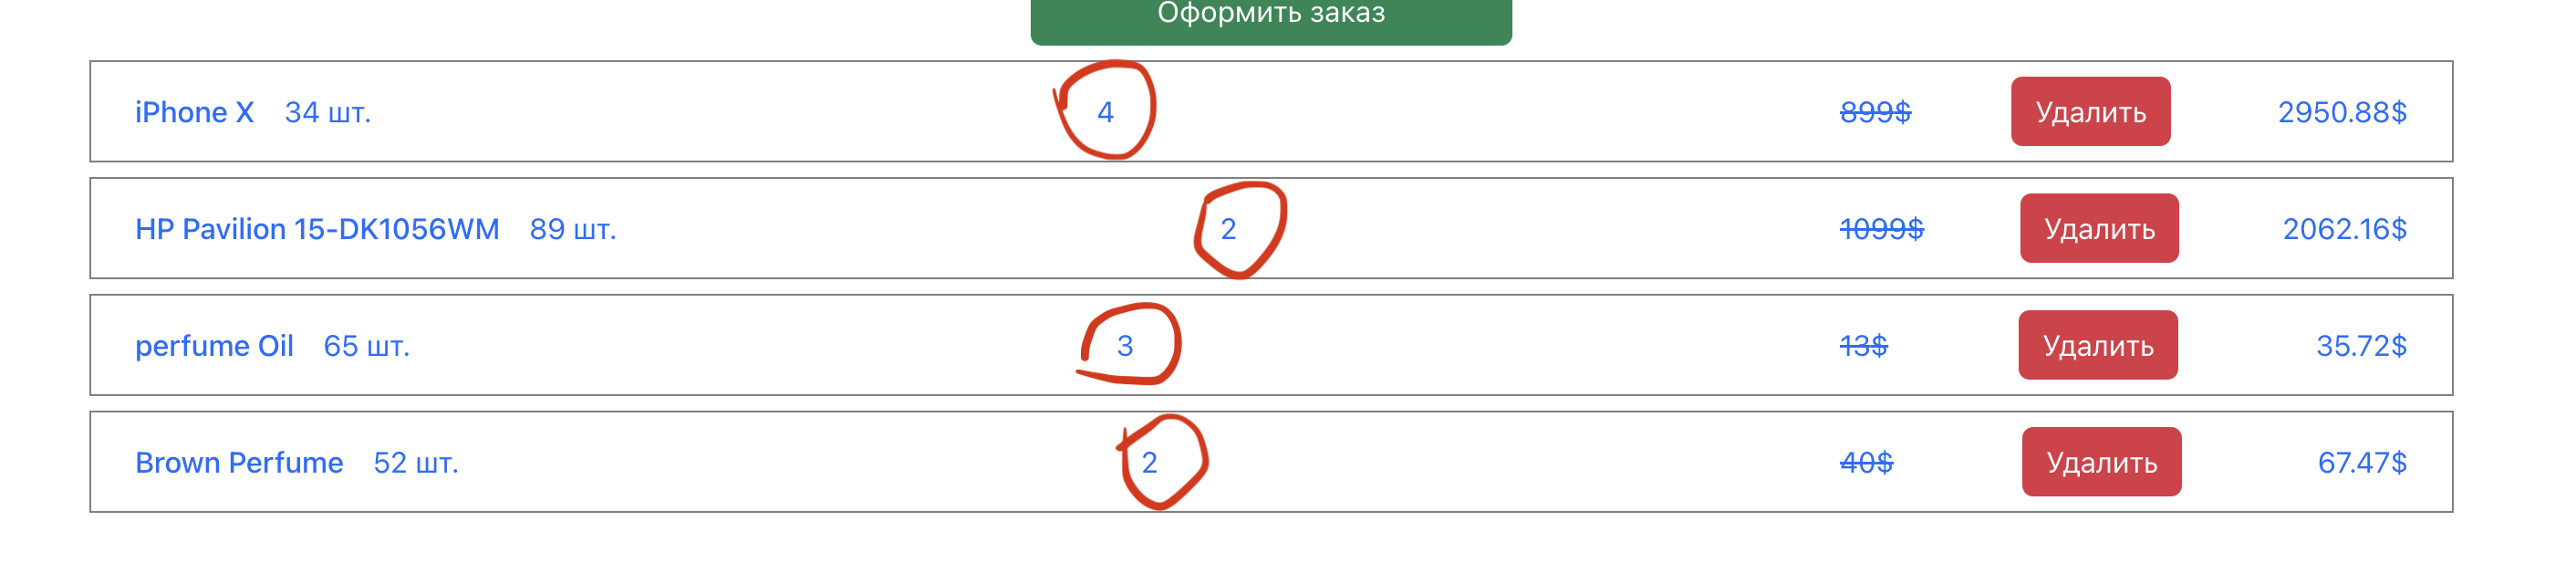 Оформить заказ
iPhone X 34 шт. 4 899$ Удалить 2950.88$
HP Pavilion 15-DK1056WM 89 шт. 2 1099$ Удалить 2062.16$
perfume Oil 65 шт. 3 13$ Удалить 35.72$
Brown Perfume 52 шт. 2 40$ Удалить 67.47$